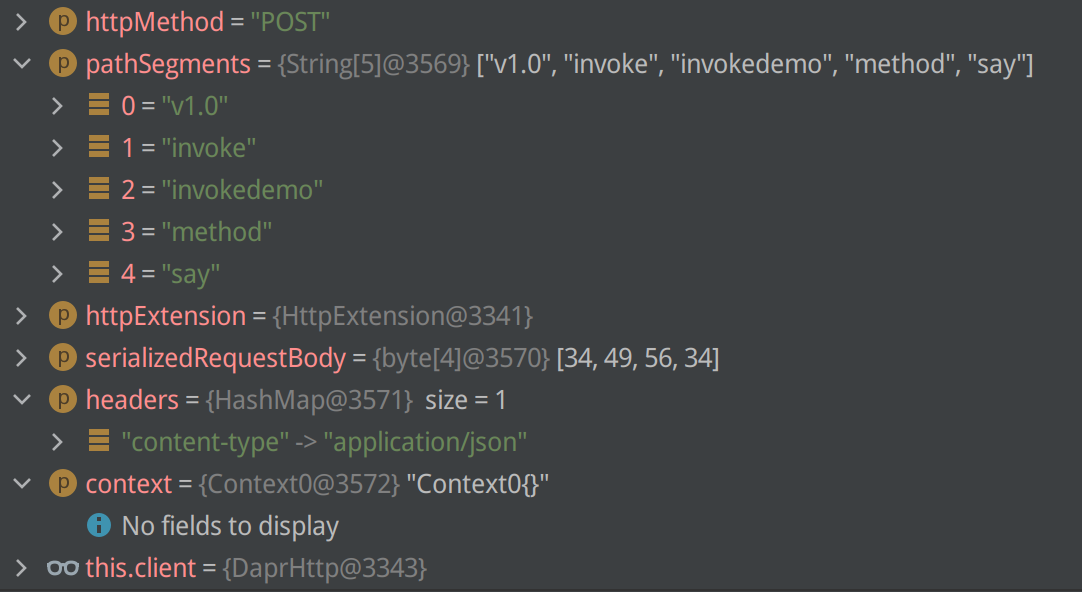 p httpMethod = "POST"
p pathSegments = {String[5]@3569} ["v1.0", "invoke", "invokedemo", "method", "say"]
0 = "v1.0"
1 = "invoke"
2 = "invokedemo"
3 = "method"
4 = "say"
p httpExtension = {HttpExtension@3341}
p serializedRequestBody = {byte[4]@3570} [34, 49, 56, 34]
p headers = {HashMap@3571} size = 1
"content-type" -> "application/json"
p context = {Context0@3572} "Context0{}"
i No fields to display
this.client = {DaprHttp@3343}